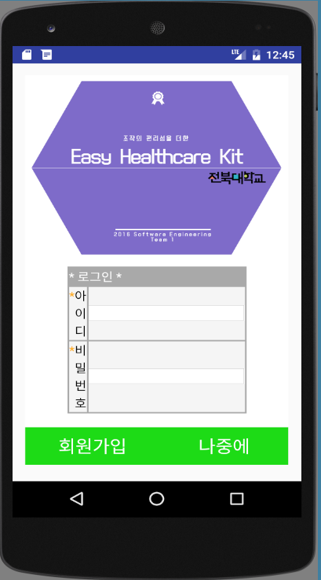 LTE 12:45
조작의 편리성을 더한
Easy Healthcare Kit
전북대학교
2016 Software Engineering
Team 1
* 로그인 *
*아
이
디
*비
밀
번
호
회원가입 나중에